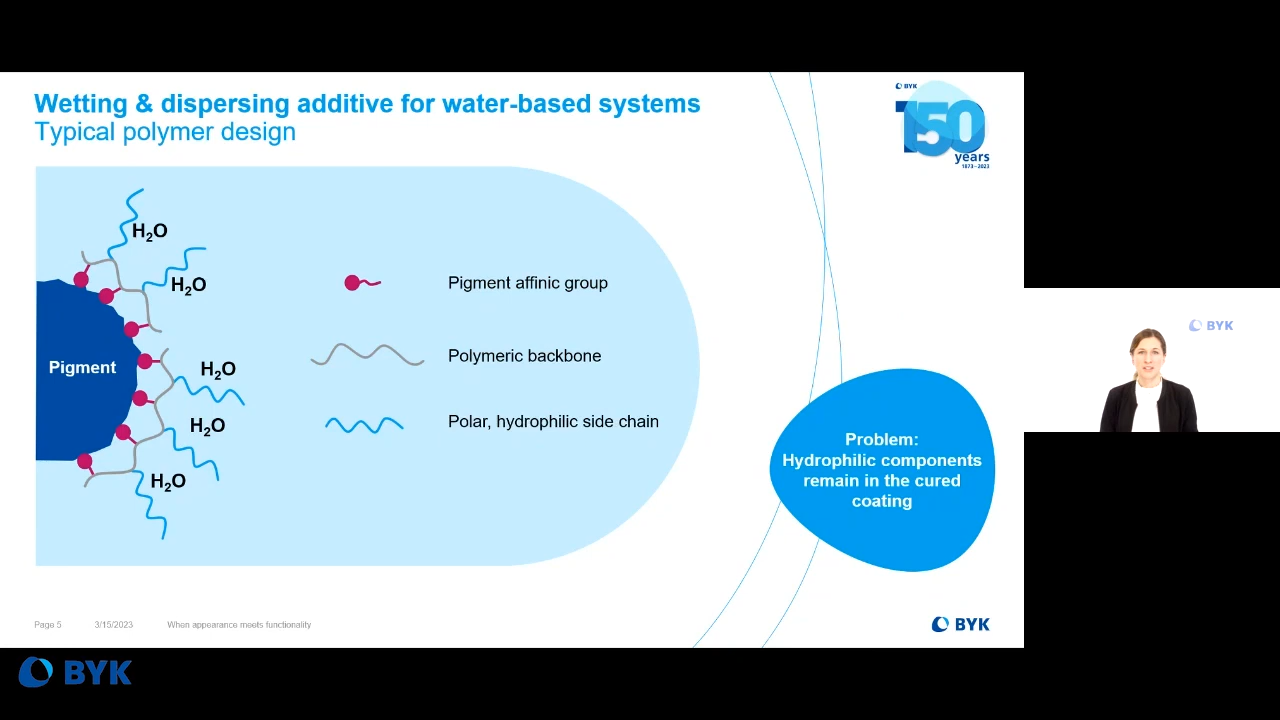 Wetting & dispersing additive for water-based systems
Typical polymer design
BYK
150
years
1873–2023
H₂O
H₂O
Pigment affinic group
Pigment
H₂O
Polymeric backbone
H₂O
Polar, hydrophilic side chain
H₂O
Problem:
Hydrophilic components
remain in the cured
coating
BYK
Page 5 3/15/2023 When appearance meets functionality
BYK
BYK